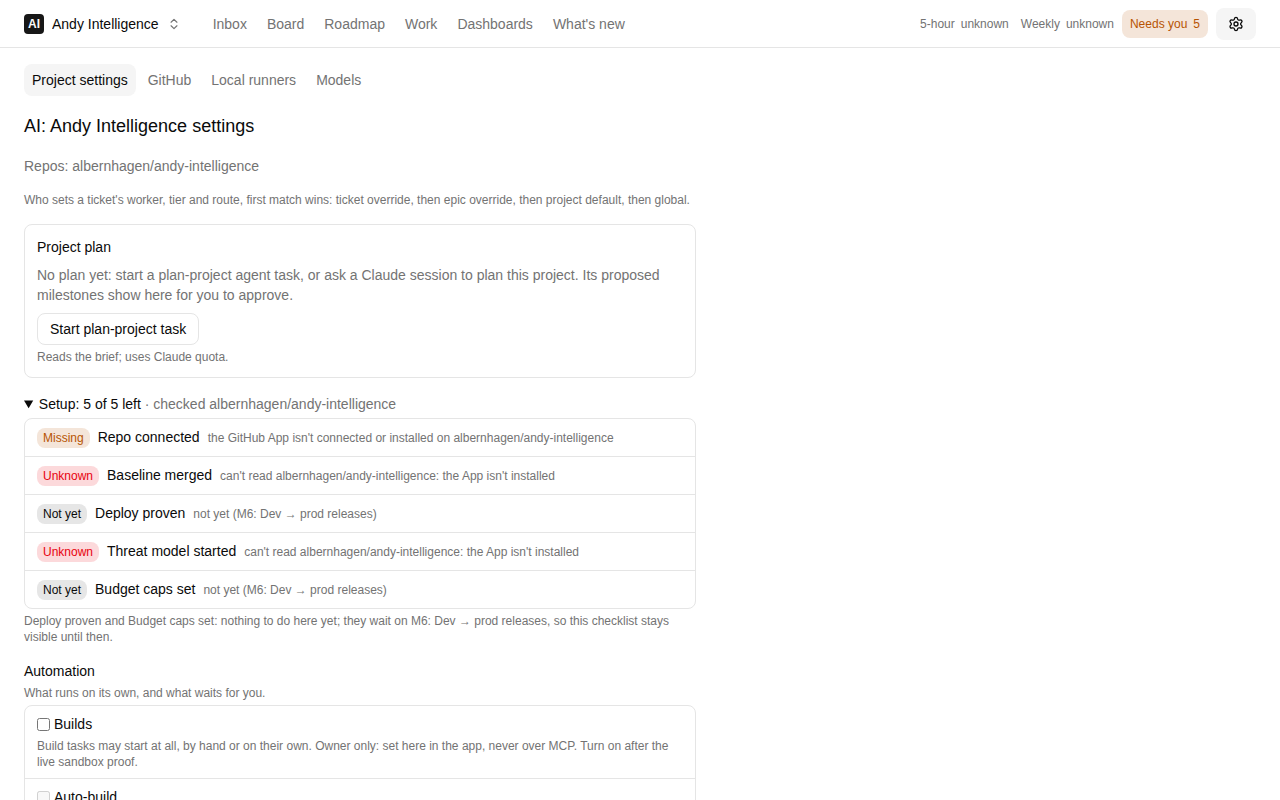 AI Andy Intelligence Inbox Board Roadmap Work Dashboards What's new 5-hour unknown Weekly unknown Needs you 5
Project settings GitHub Local runners Models
AI: Andy Intelligence settings
Repos: albernhagen/andy-intelligence
Who sets a ticket's worker, tier and route, first match wins: ticket override, then epic override, then project default, then global.
Project plan
No plan yet: start a plan-project agent task, or ask a Claude session to plan this project. Its proposed
milestones show here for you to approve.
Start plan-project task
Reads the brief; uses Claude quota.
▼ Setup: 5 of 5 left · checked albernhagen/andy-intelligence
Missing Repo connected the GitHub App isn't connected or installed on albernhagen/andy-intelligence
Unknown Baseline merged can't read albernhagen/andy-intelligence: the App isn't installed
Not yet Deploy proven not yet (M6: Dev → prod releases)
Unknown Threat model started can't read albernhagen/andy-intelligence: the App isn't installed
Not yet Budget caps set not yet (M6: Dev → prod releases)
Deploy proven and Budget caps set: nothing to do here yet; they wait on M6: Dev → prod releases, so this checklist stays
visible until then.
Automation
What runs on its own, and what waits for you.
Builds
Build tasks may start at all, by hand or on their own. Owner only: set here in the app, never over MCP. Turn on after the
live sandbox proof.
Auto-build